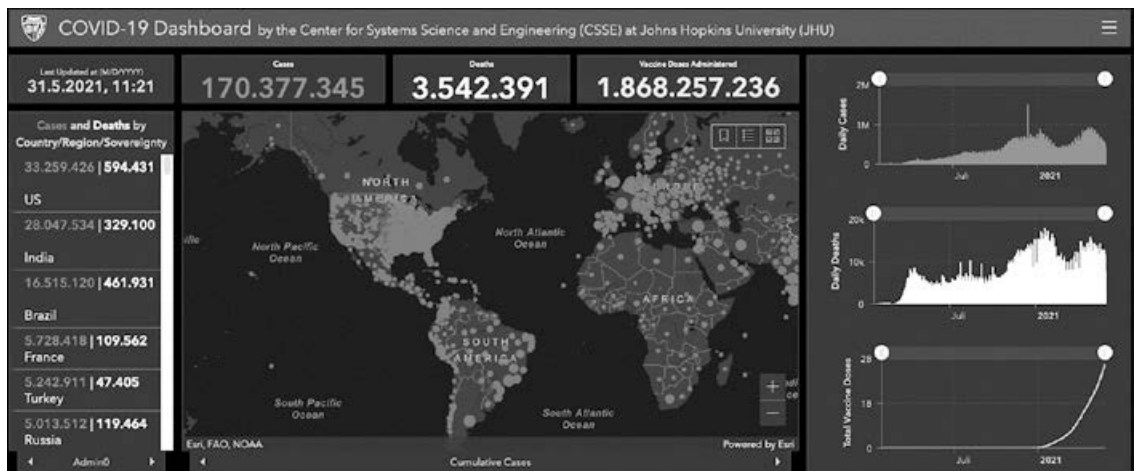 COVID-19 Dashboard by the Center for Systems Science and Engineering (CSSE) at Johns Hopkins University (JHU)
Last Updated at (M/D/YYYY)
31.5.2021, 11:21
Cases
170.377.345
Deaths
3.542.391
Vaccine Doses Administered
1.868.257.236
Cases and Deaths by
Country/Region/Sovereignty
33.259.426 | 594.431
US
28.047.534 | 329.100
India
16.515.120 | 461.931
Brazil
5.728.418 | 109.562
France
5.242.911 | 47.405
Turkey
5.013.512 | 119.464
Russia
Admin0
NORTH
AMERICA
North Pacific
Ocean
North Atlantic
Ocean
AFRICA
SOUTH
AMERICA
South Pacific
Ocean
South Atlantic
Ocean
+
−
Esri, FAO, NOAA
Powered by Esri
Cumulative Cases
Daily Cases
2M
1M
0
Juli
2021
Daily Deaths
20k
10k
0
Juli
2021
Total Vaccine Doses
2B
1B
0
Juli
2021